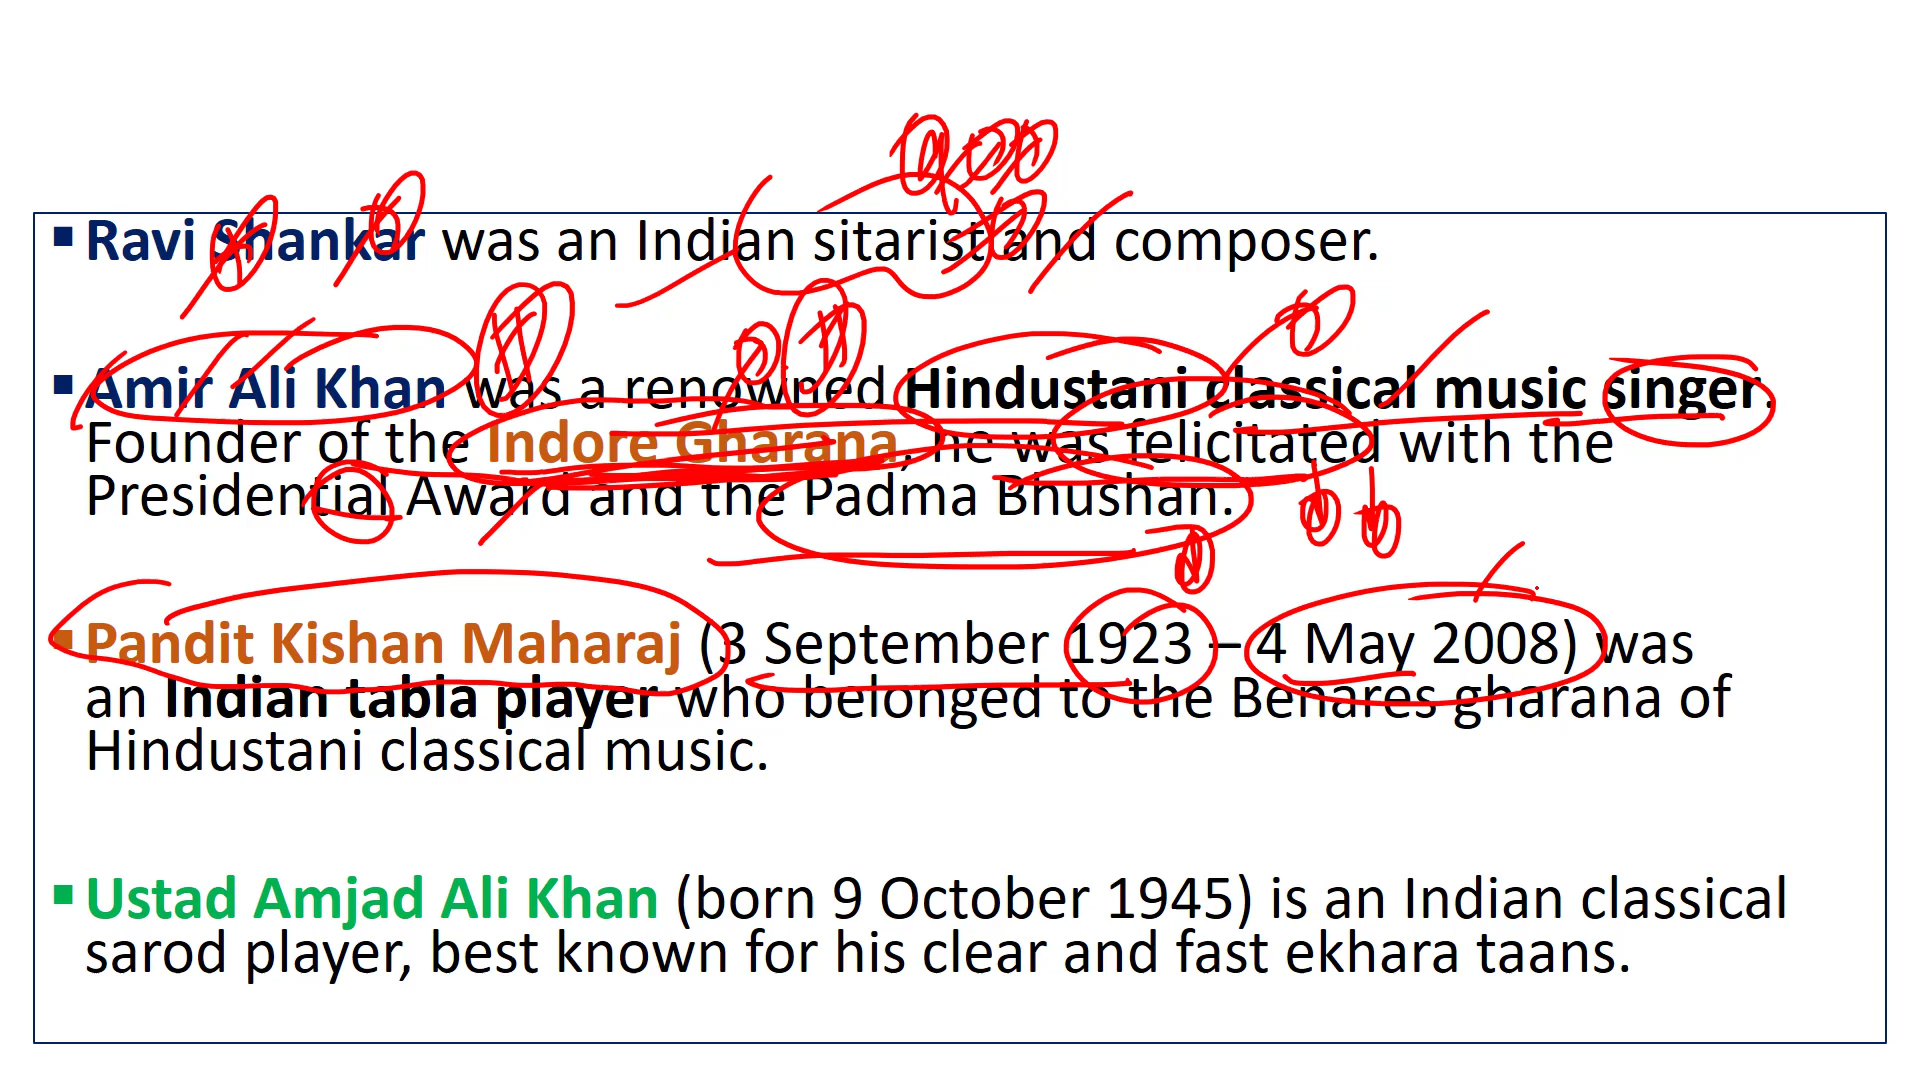 ▪ Ravi Shankar was an Indian sitarist and composer.
▪ Amir Ali Khan was a renowned Hindustani classical music singer.
Founder of the Indore Gharana, he was felicitated with the
Presidential Award and the Padma Bhushan.
▪ Pandit Kishan Maharaj (3 September 1923 – 4 May 2008) was
an Indian tabla player who belonged to the Benares gharana of
Hindustani classical music.
▪ Ustad Amjad Ali Khan (born 9 October 1945) is an Indian classical
sarod player, best known for his clear and fast ekhara taans.